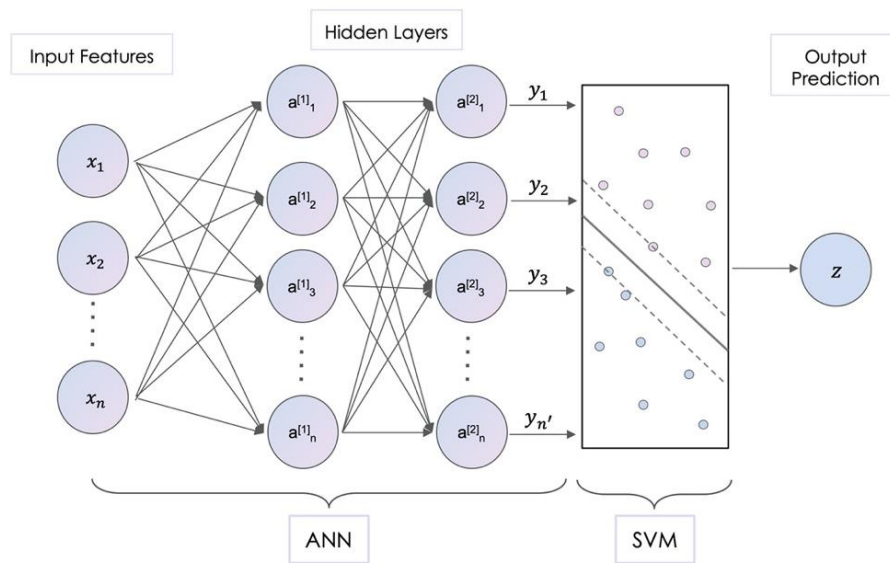 Hidden Layers
Input Features
Output
Prediction
x₁
x₂
xₙ
a[1]₁
a[1]₂
a[1]₃
a[1]ₙ
a[2]₁
a[2]₂
a[2]₃
a[2]ₙ
y₁
y₂
y₃
yₙ′
z
ANN
SVM